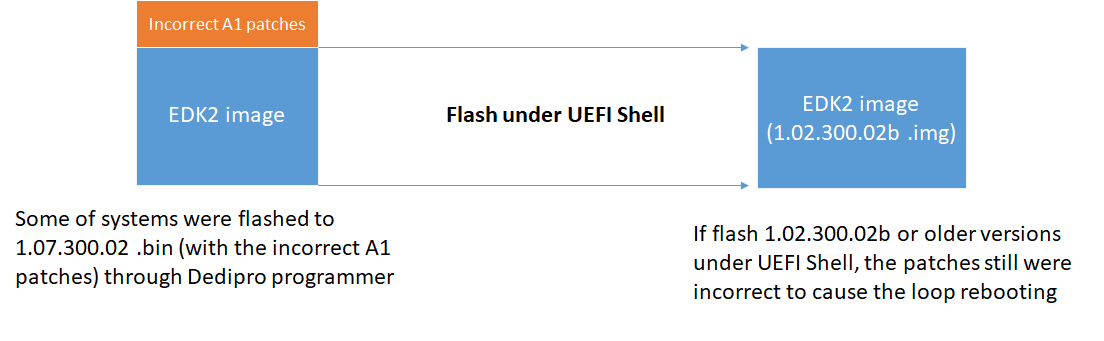 Incorrect A1 patches
EDK2 image
Flash under UEFI Shell
EDK2 image
(1.02.300.02b .img)
Some of systems were flashed to
1.07.300.02 .bin (with the incorrect A1
patches) through Dedipro programmer
If flash 1.02.300.02b or older versions
under UEFI Shell, the patches still were
incorrect to cause the loop rebooting